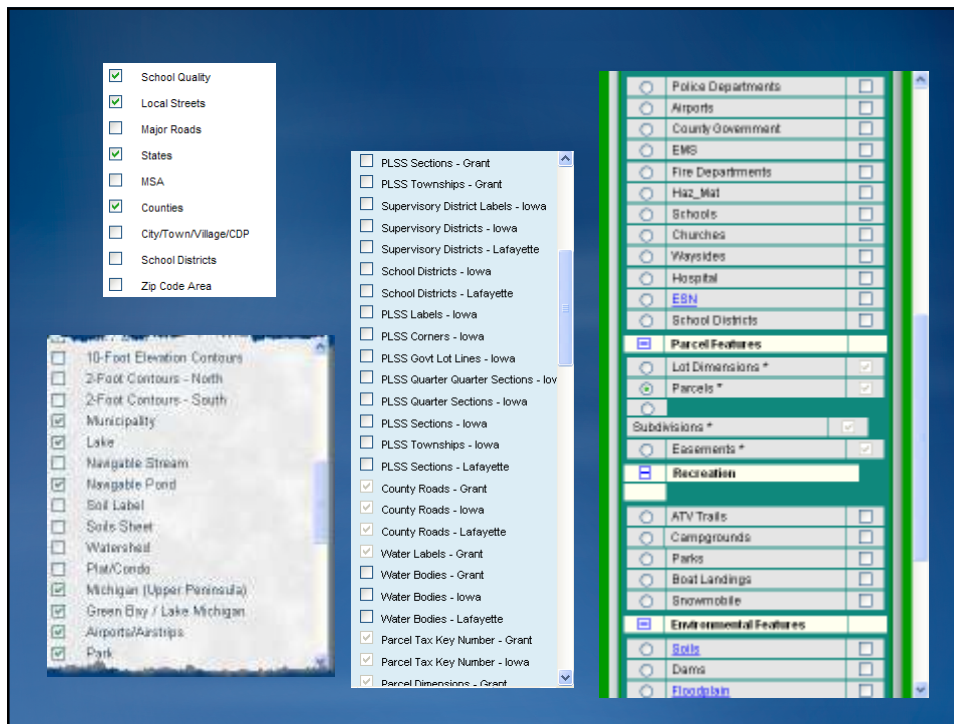 School Quality
Local Streets
Major Roads
States
MSA
Counties
City/Town/Village/CDP
School Districts
Zip Code Area
10-Foot Elevation Contours
2-Foot Contours - North
2-Foot Contours - South
Municipality
Lake
Navigable Stream
Navigable Pond
Soil Label
Soils Sheet
Watershed
Plat/Condo
Michigan (Upper Peninsula)
Green Bay / Lake Michigan
Airports/Airstrips
Park
PLSS Sections - Grant
PLSS Townships - Grant
Supervisory District Labels - Iowa
Supervisory Districts - Iowa
Supervisory Districts - Lafayette
School Districts - Iowa
School Districts - Lafayette
PLSS Labels - Iowa
PLSS Corners - Iowa
PLSS Govt Lot Lines - Iowa
PLSS Quarter Quarter Sections - Iov
PLSS Quarter Sections - Iowa
PLSS Sections - Iowa
PLSS Townships - Iowa
PLSS Sections - Lafayette
County Roads - Grant
County Roads - Iowa
County Roads - Lafayette
Water Labels - Grant
Water Bodies - Grant
Water Bodies - Iowa
Water Bodies - Lafayette
Parcel Tax Key Number - Grant
Parcel Tax Key Number - Iowa
Parcel Dimensions - Grant
Police Departments
Airports
County Government
EMS
Fire Departments
Haz_Mat
Schools
Churches
Waysides
Hospital
ESN
School Districts
Parcel Features
Lot Dimensions *
Parcels *
Subdivisions *
Easements *
Recreation
ATV Trails
Campgrounds
Parks
Boat Landings
Snowmobile
Environmental Features
Soils
Dams
Floodplain